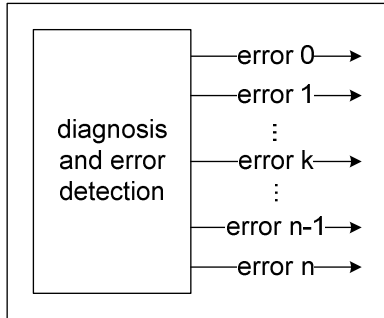 diagnosis
and error
detection
error 0
error 1
⋮
error k
⋮
error n-1
error n